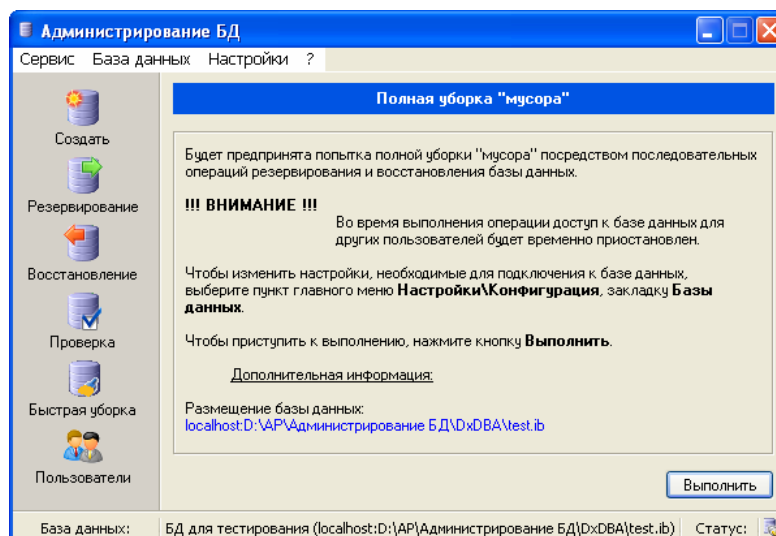 Администрирование БД
Сервис База данных Настройки ?
Создать
Резервирование
Восстановление
Проверка
Быстрая уборка
Пользователи
Полная уборка "мусора"
Будет предпринята попытка полной уборки "мусора" посредством последовательных
операций резервирования и восстановления базы данных.
!!! ВНИМАНИЕ !!!
Во время выполнения операции доступ к базе данных для
других пользователей будет временно приостановлен.
Чтобы изменить настройки, необходимые для подключения к базе данных,
выберите пункт главного меню Настройки\Конфигурация, закладку Базы
данных.
Чтобы приступить к выполнению, нажмите кнопку Выполнить.
Дополнительная информация:
Размещение базы данных:
localhost:D:\AP\Администрирование БД\DxDBA\test.ib
Выполнить
База данных: БД для тестирования (localhost:D:\AP\Администрирование БД\DxDBA\test.ib) Статус: